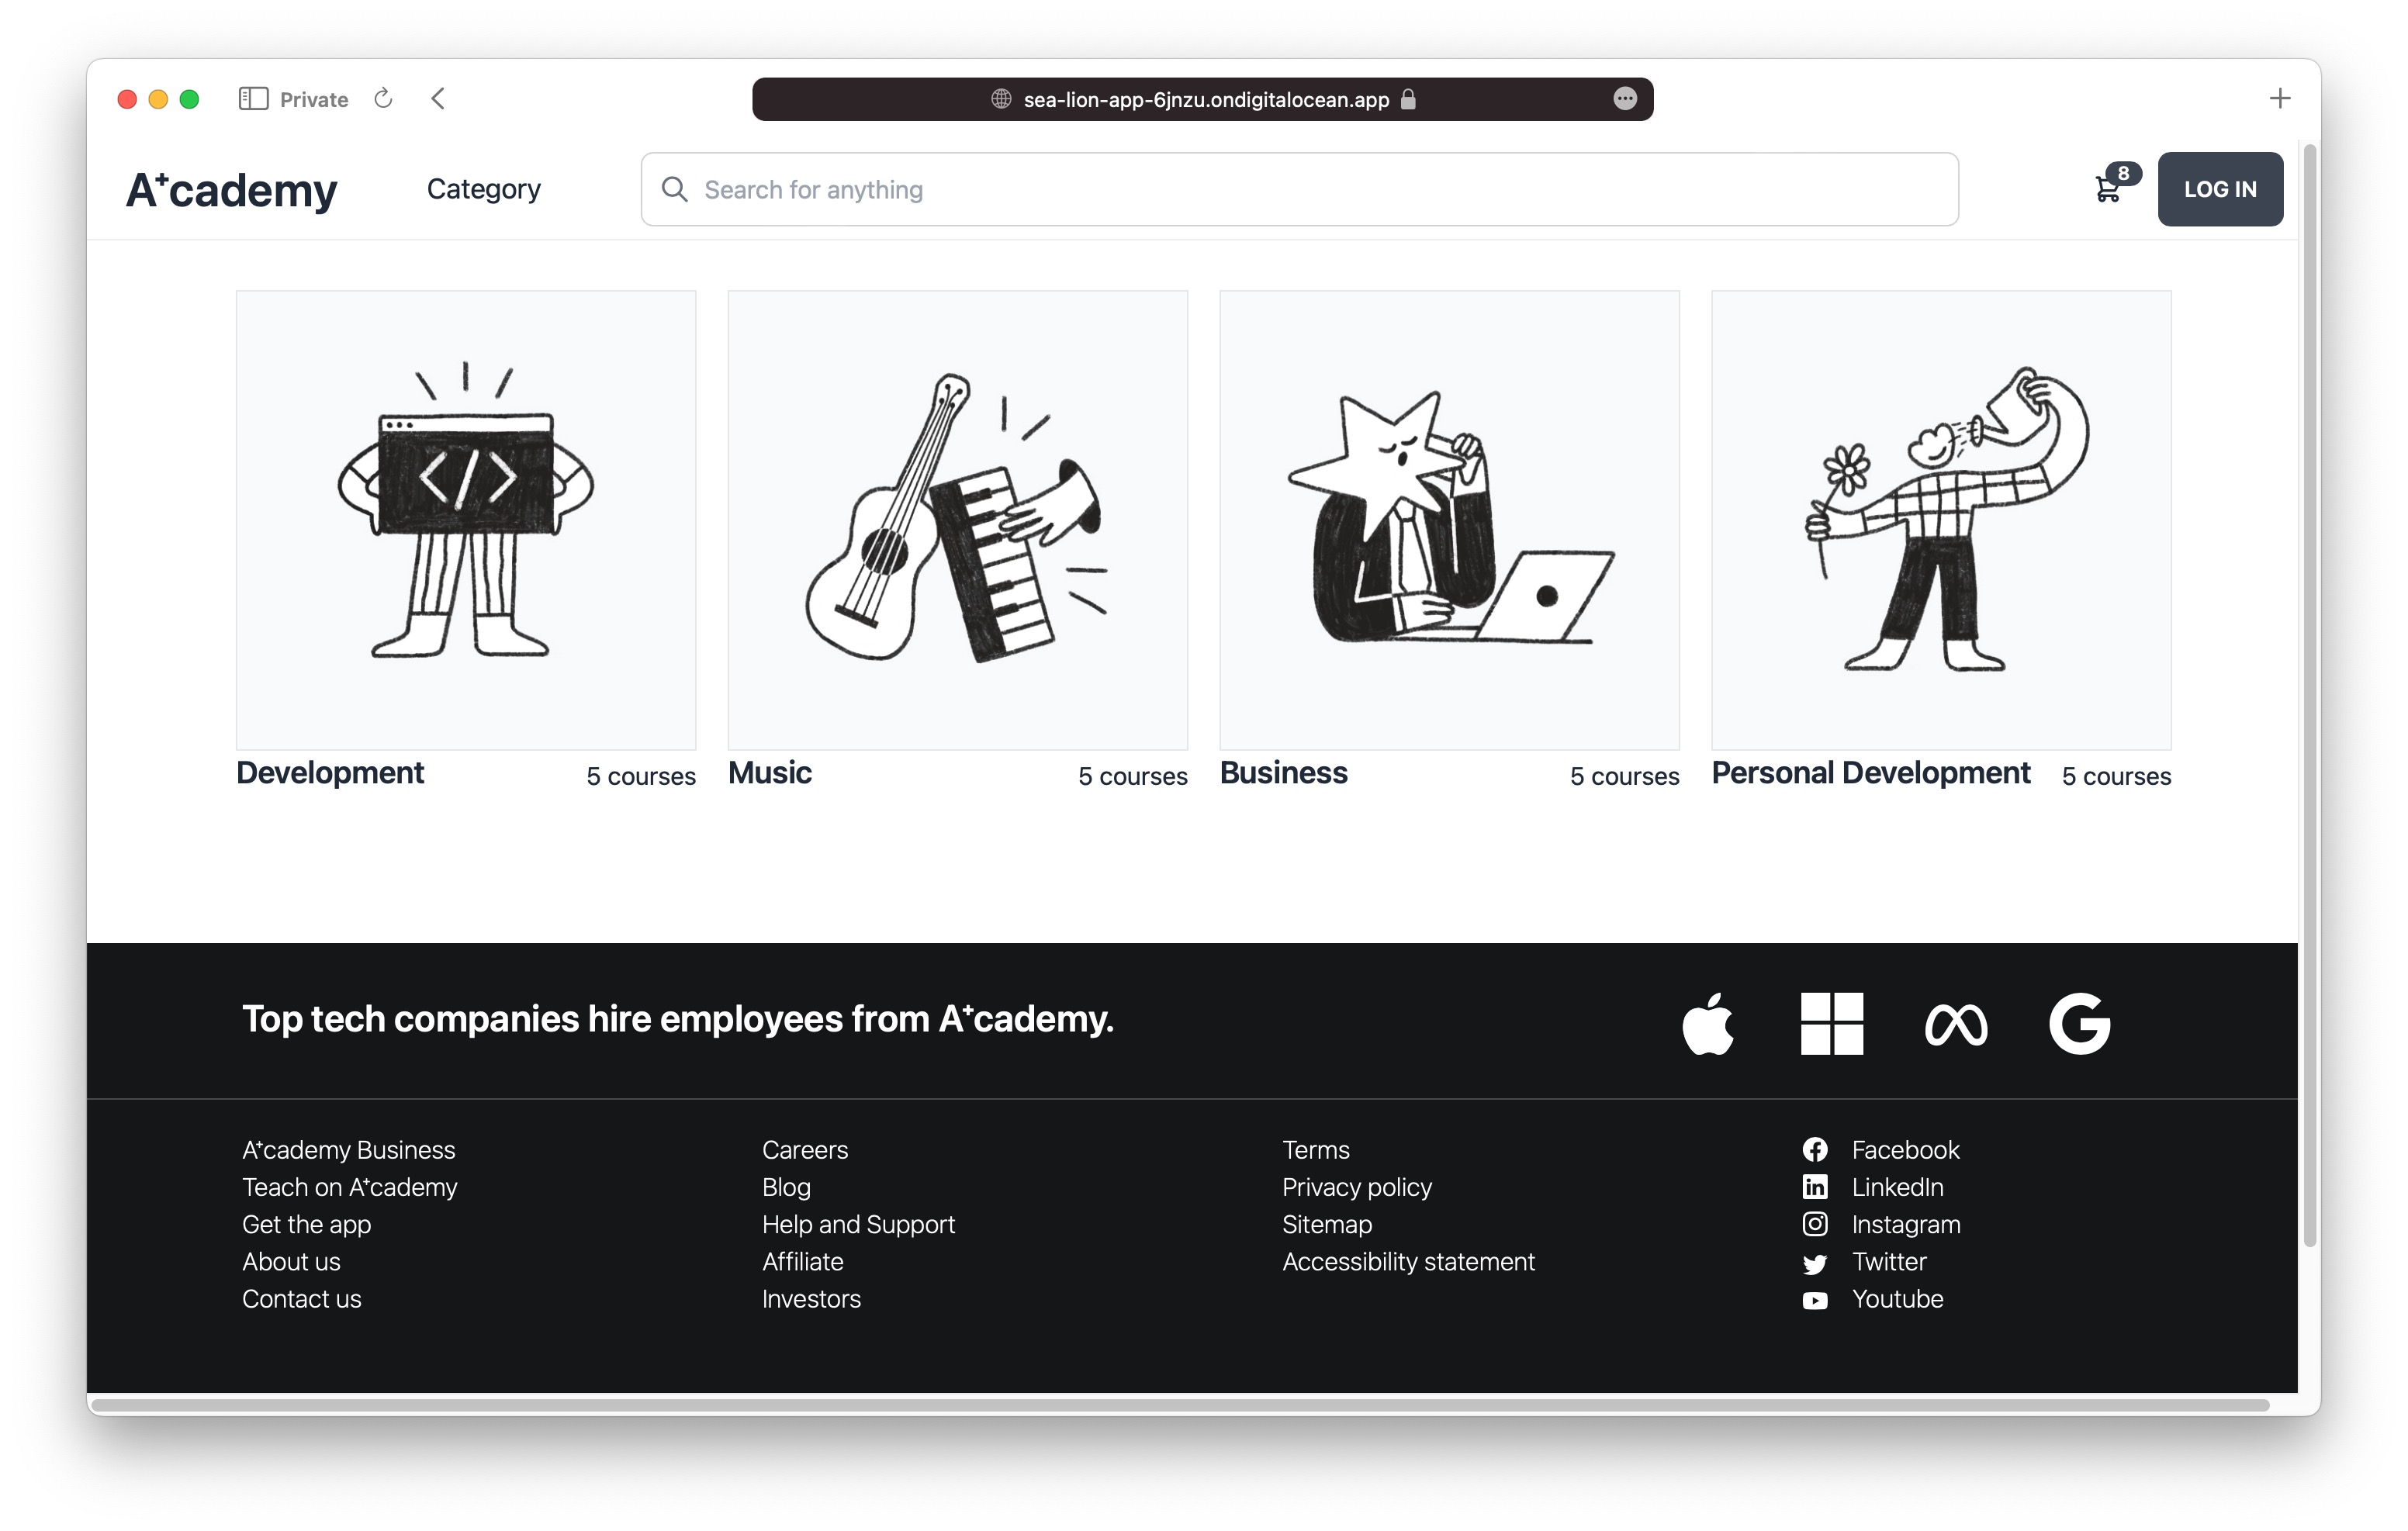 Private
sea-lion-app-6jnzu.ondigitalocean.app
A⁺cademy
Category
Search for anything
8
LOG IN
</>
Development
5 courses
Music
5 courses
Business
5 courses
Personal Development
5 courses
Top tech companies hire employees from A⁺cademy.
A⁺cademy Business
Teach on A⁺cademy
Get the app
About us
Contact us
Careers
Blog
Help and Support
Affiliate
Investors
Terms
Privacy policy
Sitemap
Accessibility statement
Facebook
LinkedIn
Instagram
Twitter
Youtube